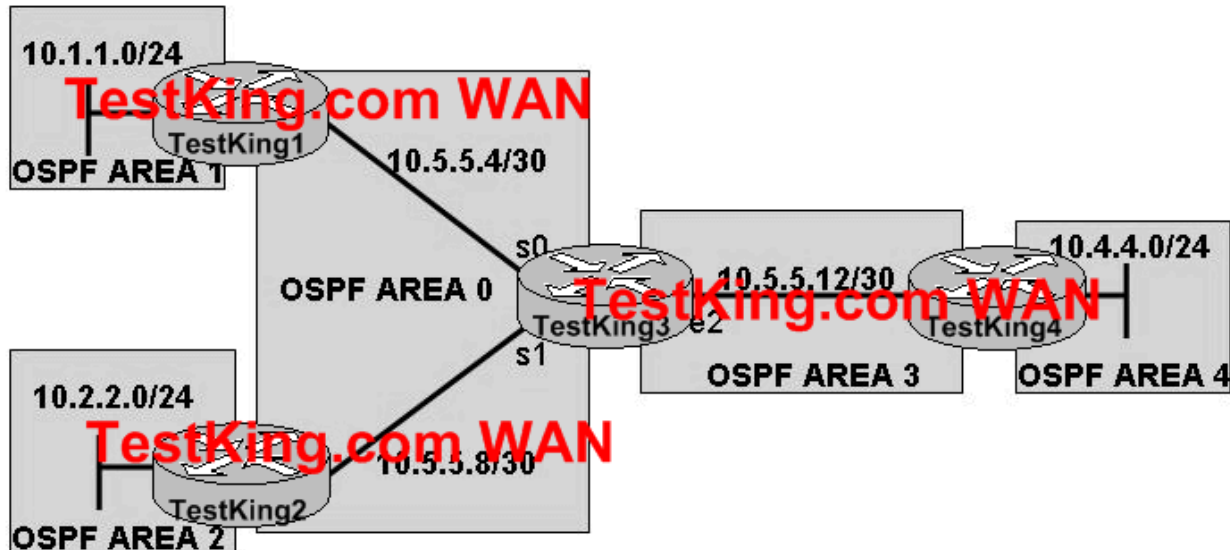 10.1.1.0/24
TestKing.com WAN
TestKing1
OSPF AREA 1
10.5.5.4/30
s0
10.4.4.0/24
OSPF AREA 0
10.5.5.12/30
TestKing.com WAN
TestKing3
e2
TestKing4
s1
OSPF AREA 3
OSPF AREA 4
10.2.2.0/24
TestKing.com WAN
10.5.5.8/30
TestKing2
OSPF AREA 2